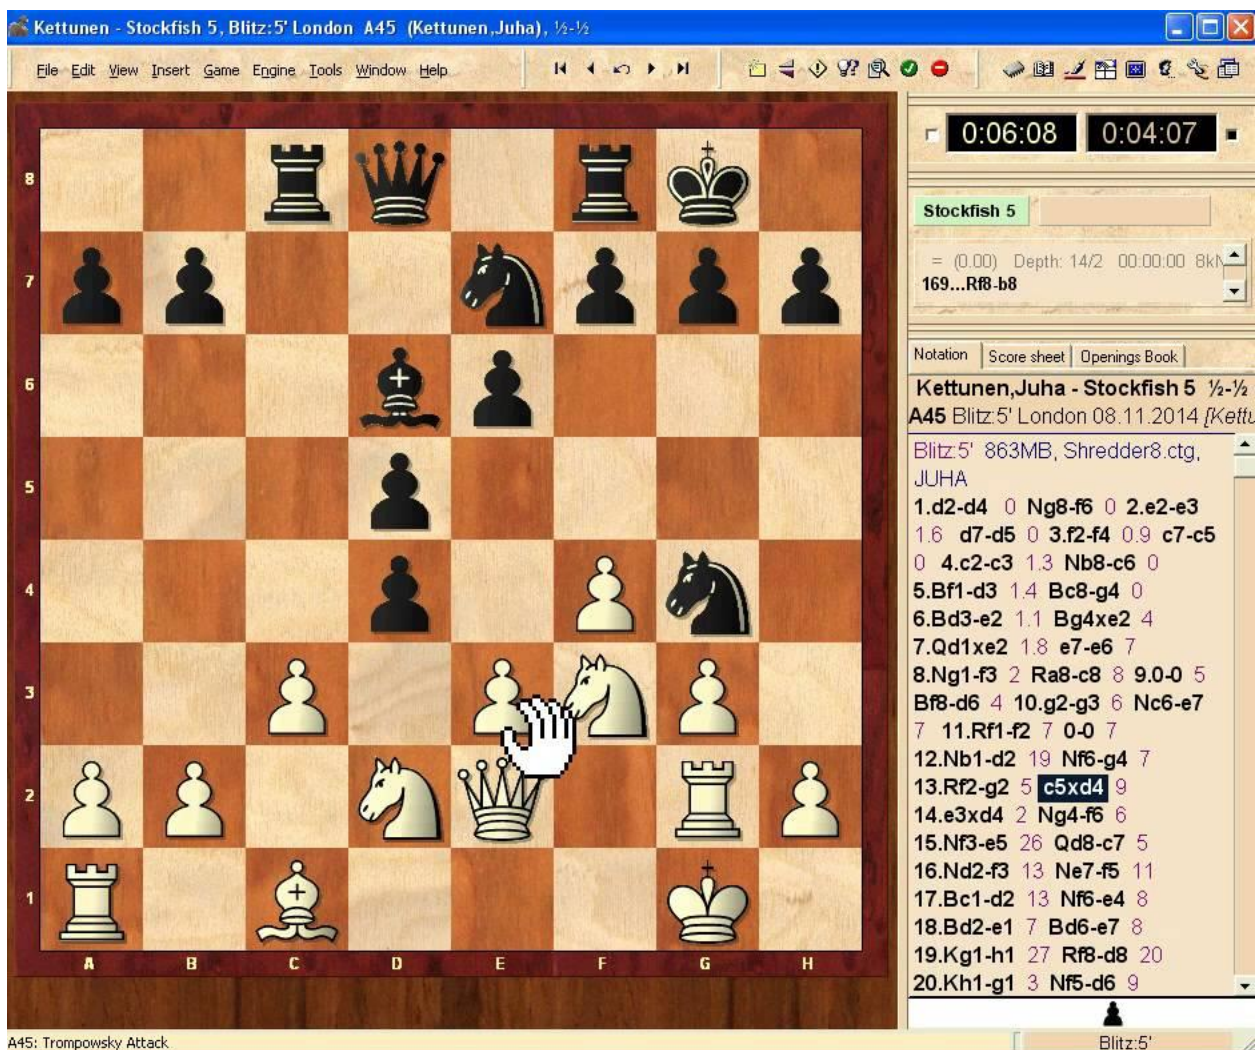 Kettunen - Stockfish 5, Blitz:5' London A45 (Kettunen,Juha), ½-½
File Edit View Insert Game Engine Tools Window Help
0:06:08 0:04:07
Stockfish 5
= (0.00) Depth: 14/2 00:00:00 8kN
169...Rf8-b8
Notation Score sheet Openings Book
Kettunen,Juha - Stockfish 5 ½-½
A45 Blitz:5' London 08.11.2014 [Kettu
Blitz:5' 863MB, Shredder8.ctg,
JUHA
1.d2-d4 0 Ng8-f6 0 2.e2-e3
1.6 d7-d5 0 3.f2-f4 0.9 c7-c5
0 4.c2-c3 1.3 Nb8-c6 0
5.Bf1-d3 1.4 Bc8-g4 0
6.Bd3-e2 1.1 Bg4xe2 4
7.Qd1xe2 1.8 e7-e6 7
8.Ng1-f3 2 Ra8-c8 8 9.0-0 5
Bf8-d6 4 10.g2-g3 6 Nc6-e7
7 11.Rf1-f2 7 0-0 7
12.Nb1-d2 19 Nf6-g4 7
13.Rf2-g2 5 c5xd4 9
14.e3xd4 2 Ng4-f6 6
15.Nf3-e5 26 Qd8-c7 5
16.Nd2-f3 13 Ne7-f5 11
17.Bc1-d2 13 Nf6-e4 8
18.Bd2-e1 7 Bd6-e7 8
19.Kg1-h1 27 Rf8-d8 20
20.Kh1-g1 3 Nf5-d6 9
8
7
6
5
4
3
2
1
A B C D E F G H
A45: Trompowsky Attack
Blitz:5'